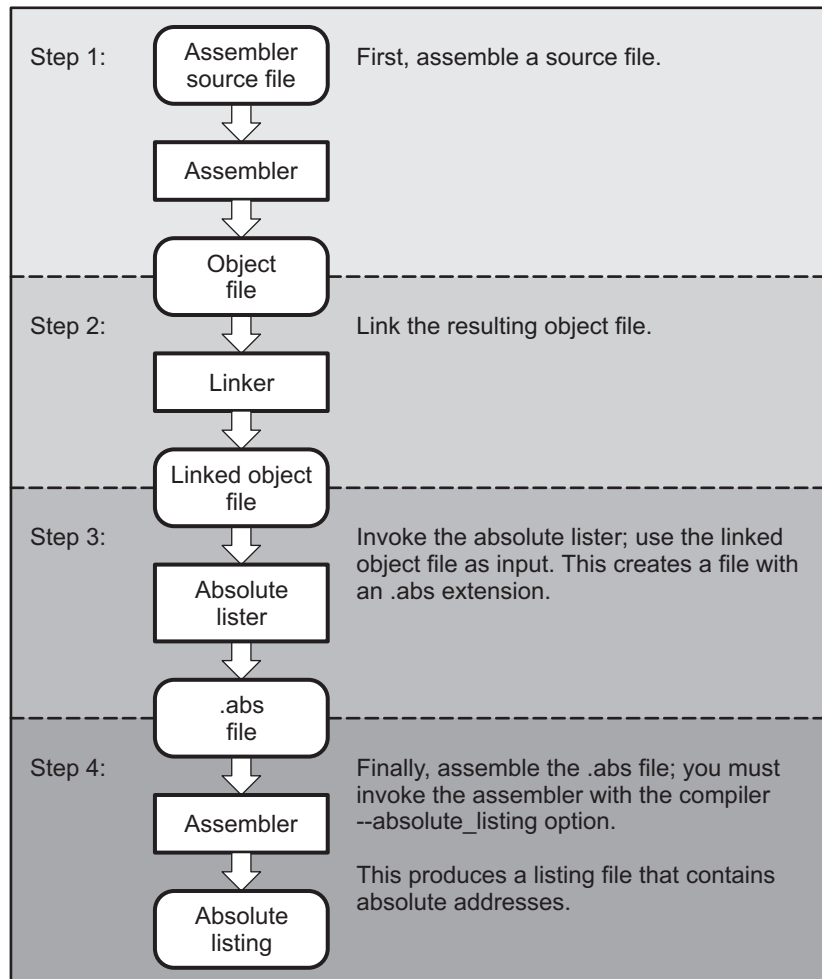 Step 1:
Assembler
source file
First, assemble a source file.
Assembler
Object
file
Step 2:
Link the resulting object file.
Linker
Linked object
file
Step 3:
Invoke the absolute lister; use the linked
object file as input. This creates a file with
an .abs extension.
Absolute
lister
.abs
file
Step 4:
Finally, assemble the .abs file; you must
invoke the assembler with the compiler
--absolute_listing option.
Assembler
This produces a listing file that contains
absolute addresses.
Absolute
listing